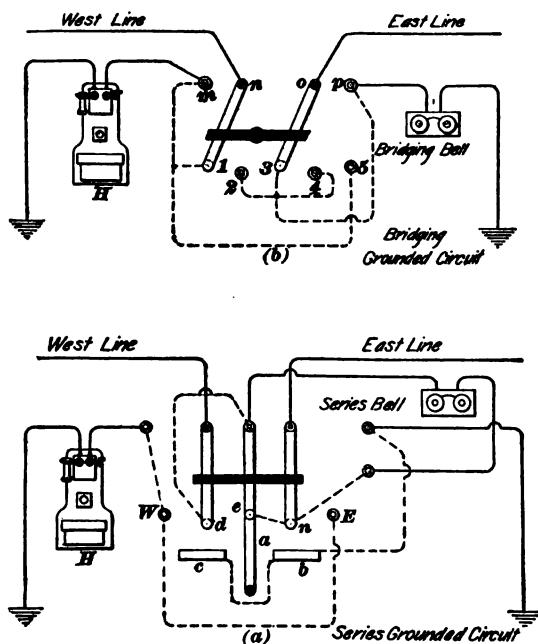 West Line
East Line
m
n
o
p
1
3
2
4
5
H
Bridging Bell
(b)
Bridging
Grounded Circuit
West Line
East Line
Series Bell
W
d
e
n
E
a
H
c
b
(a)
Series Grounded Circuit